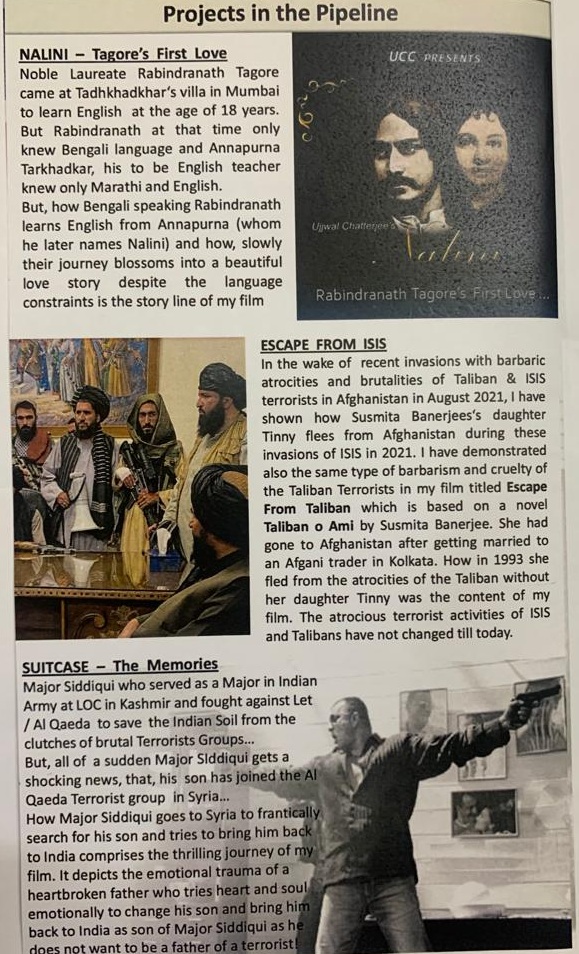 Projects in the Pipeline
NALINI – Tagore's First Love
Noble Laureate Rabindranath Tagore
came at Tadhkhadkhar's villa in Mumbai
to learn English at the age of 18 years.
But Rabindranath at that time only
knew Bengali language and Annapurna
Tarkhadkar, his to be English teacher
knew only Marathi and English.
But, how Bengali speaking Rabindranath
learns English from Annapurna (whom
he later names Nalini) and how, slowly
their journey blossoms into a beautiful
love story despite the language
constraints is the story line of my film
UCC PRESENTS
Ujjwal Chatterjee's
Nalini
Rabindranath Tagore's First Love ...
ESCAPE FROM ISIS
In the wake of recent invasions with barbaric
atrocities and brutalities of Taliban & ISIS
terrorists in Afghanistan in August 2021, I have
shown how Susmita Banerjees's daughter
Tinny flees from Afghanistan during these
invasions of ISIS in 2021. I have demonstrated
also the same type of barbarism and cruelty of
the Taliban Terrorists in my film titled Escape
From Taliban which is based on a novel
Taliban o Ami by Susmita Banerjee. She had
gone to Afghanistan after getting married to
an Afgani trader in Kolkata. How in 1993 she
fled from the atrocities of the Taliban without
her daughter Tinny was the content of my
film. The atrocious terrorist activities of ISIS
and Talibans have not changed till today.
SUITCASE – The Memories
Major Siddiqui who served as a Major in Indian
Army at LOC in Kashmir and fought against Let
/ Al Qaeda to save the Indian Soil from the
clutches of brutal Terrorists Groups...
But, all of a sudden Major SIddiqui gets a
shocking news, that, his son has joined the Al
Qaeda Terrorist group in Syria...
How Major Siddiqui goes to Syria to frantically
search for his son and tries to bring him back
to India comprises the thrilling journey of my
film. It depicts the emotional trauma of a
heartbroken father who tries heart and soul
emotionally to change his son and bring him
back to India as son of Major Siddiqui as he
does not want to be a father of a terrorist!